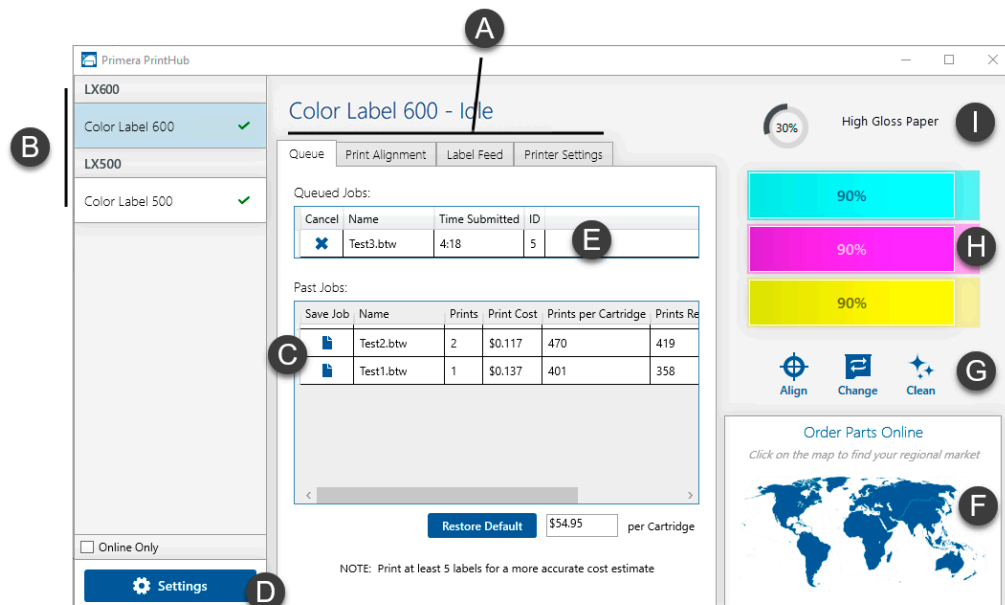 A
Primera PrintHub
LX600
Color Label 600
LX500
Color Label 500
B
Color Label 600 - Idle
Queue Print Alignment Label Feed Printer Settings
Queued Jobs:
Cancel Name Time Submitted ID
Test3.btw 4:18 5
E
Past Jobs:
Save Job Name Prints Print Cost Prints per Cartridge Prints Re
Test2.btw 2 $0.117 470 419
Test1.btw 1 $0.137 401 358
C
Restore Default $54.95 per Cartridge
NOTE: Print at least 5 labels for a more accurate cost estimate
Online Only
Settings
D
30% High Gloss Paper
I
90%
90%
90%
H
Align Change Clean
G
Order Parts Online
Click on the map to find your regional market
F